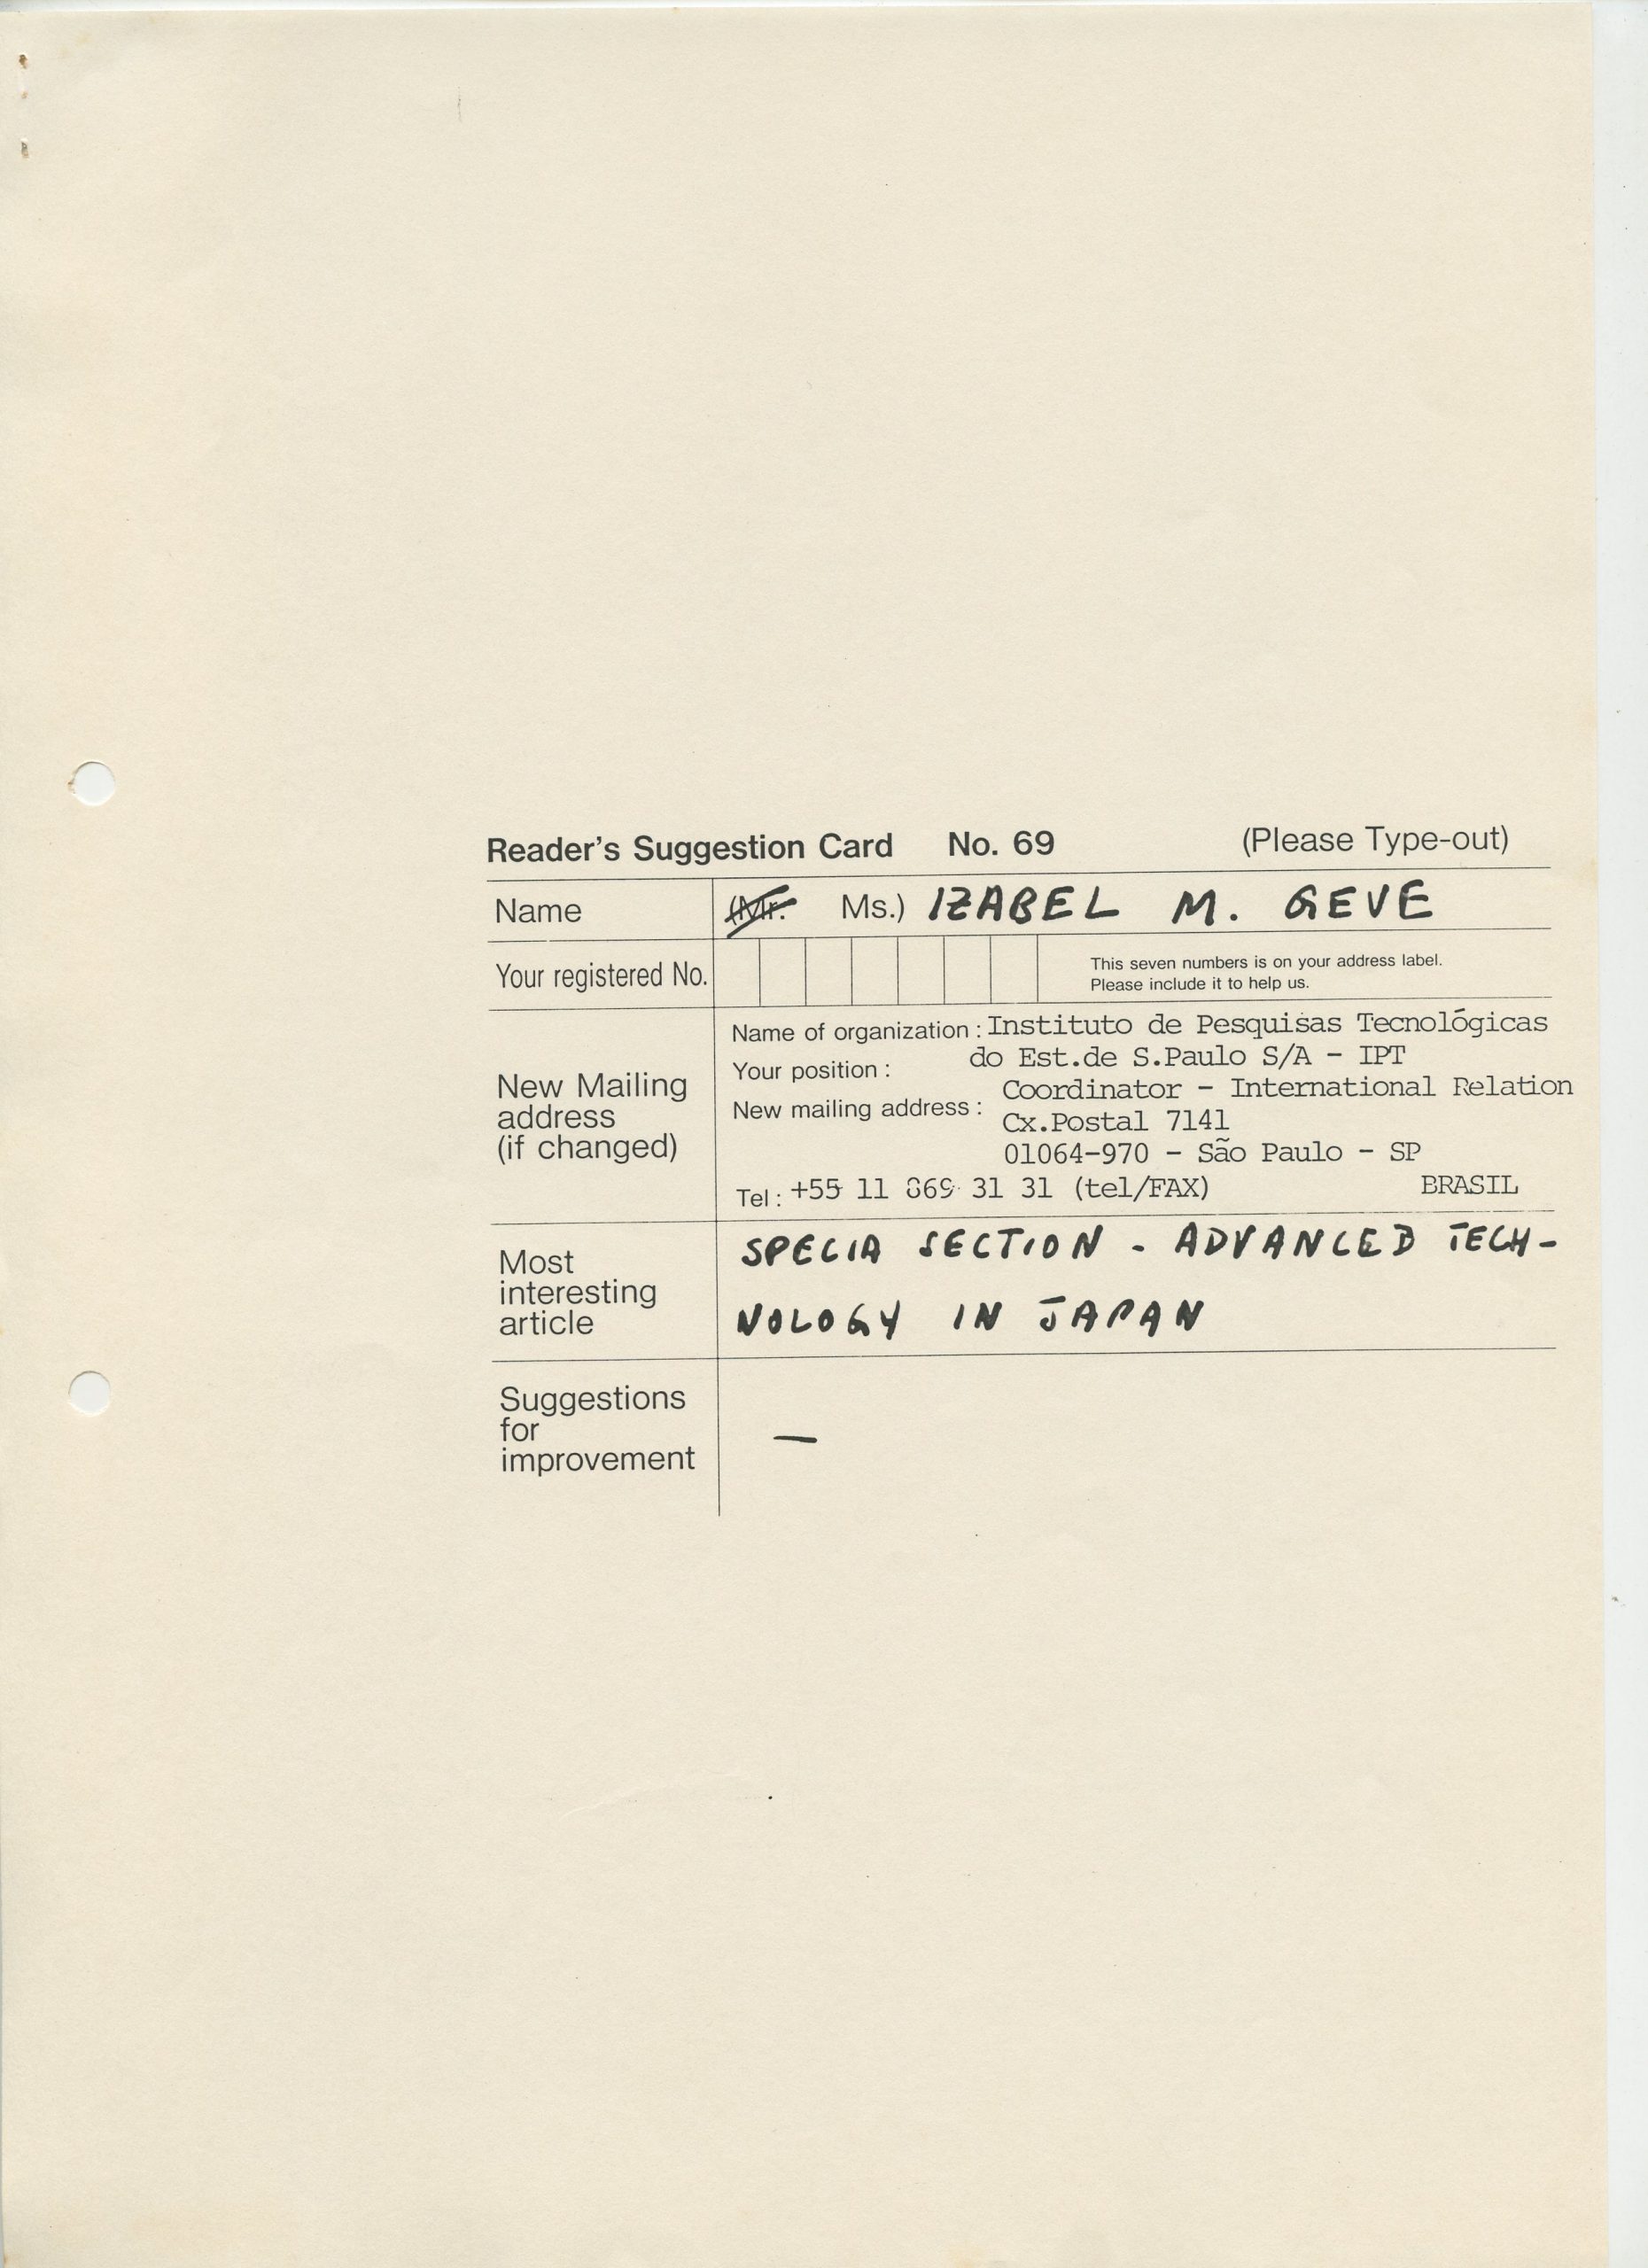 Reader's Suggestion Card No. 69 (Please Type-out)
Name (Mr. Ms.) IZABEL M. GEVE
Your registered No.
This seven numbers is on your address label.
Please include it to help us.
New Mailing
address
(if changed)
Name of organization : Instituto de Pesquisas Tecnológicas
do Est.de S.Paulo S/A - IPT
Your position :
Coordinator - International Relation
New mailing address :
Cx.Postal 7141
01064-970 - São Paulo - SP
Tel : +55 11 869 31 31 (tel/FAX) BRASIL
Most
interesting
article
SPECIA SECTION - ADVANCED TECH-
NOLOGY IN JAPAN
Suggestions
for
improvement
—